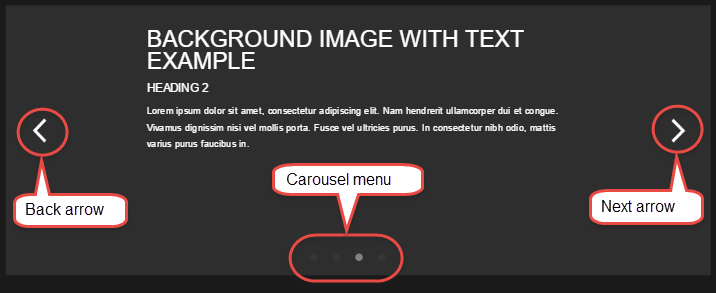 BACKGROUND IMAGE WITH TEXT
EXAMPLE
HEADING 2
Lorem ipsum dolor sit amet, consectetur adipiscing elit. Nam hendrerit ullamcorper dui et congue.
Vivamus dignissim nisi vel mollis porta. Fusce vel ultricies purus. In consectetur nibh odio, mattis
varius purus faucibus in.
Carousel menu
Back arrow
Next arrow